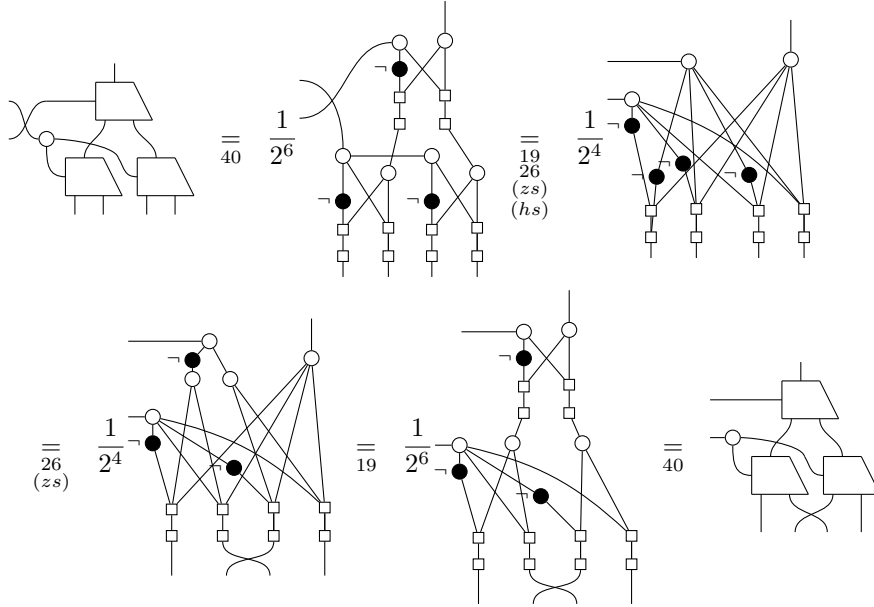 = 40 1/2^6 ¬ ¬ ¬ = 19 26 (zs) (hs) 1/2^4 ¬ ¬ ¬ ¬
= 26 (zs) 1/2^4 ¬ ¬ ¬ = 19 1/2^6 ¬ ¬ ¬ = 40